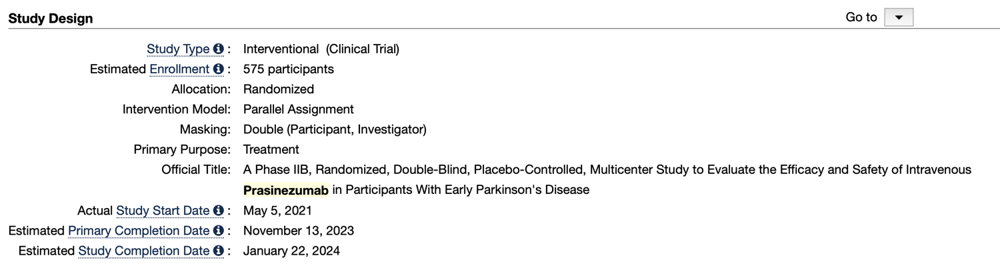 Study Design
Go to
Study Type : Interventional (Clinical Trial)
Estimated Enrollment : 575 participants
Allocation: Randomized
Intervention Model: Parallel Assignment
Masking: Double (Participant, Investigator)
Primary Purpose: Treatment
Official Title: A Phase IIB, Randomized, Double-Blind, Placebo-Controlled, Multicenter Study to Evaluate the Efficacy and Safety of Intravenous
Prasinezumab in Participants With Early Parkinson's Disease
Actual Study Start Date : May 5, 2021
Estimated Primary Completion Date : November 13, 2023
Estimated Study Completion Date : January 22, 2024